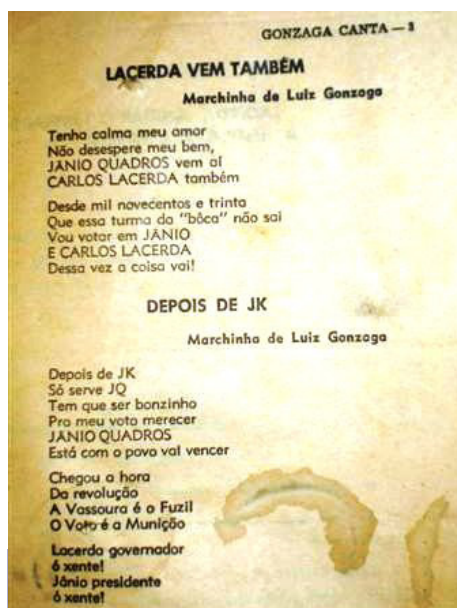 GONZAGA CANTA — 3
LACERDA VEM TAMBÉM
Marchinha de Luiz Gonzaga
Tenha calma meu amor
Não desespere meu bem,
JÂNIO QUADROS vem aí
CARLOS LACERDA também
Desde mil novecentos e trinta
Que essa turma da "bôca" não sai
Vou votar em JÂNIO
E CARLOS LACERDA
Dessa vez a coisa vai!
DEPOIS DE JK
Marchinha de Luiz Gonzaga
Depois de JK
Só serve JQ
Tem que ser bonzinho
Pro meu voto merecer
JÂNIO QUADROS
Está com o povo vai vencer
Chegou a hora
Da revolução
A Vassoura é o Fuzil
O Voto é a Munição
Lacerda governador
ó xente!
Jânio presidente
ó xente!